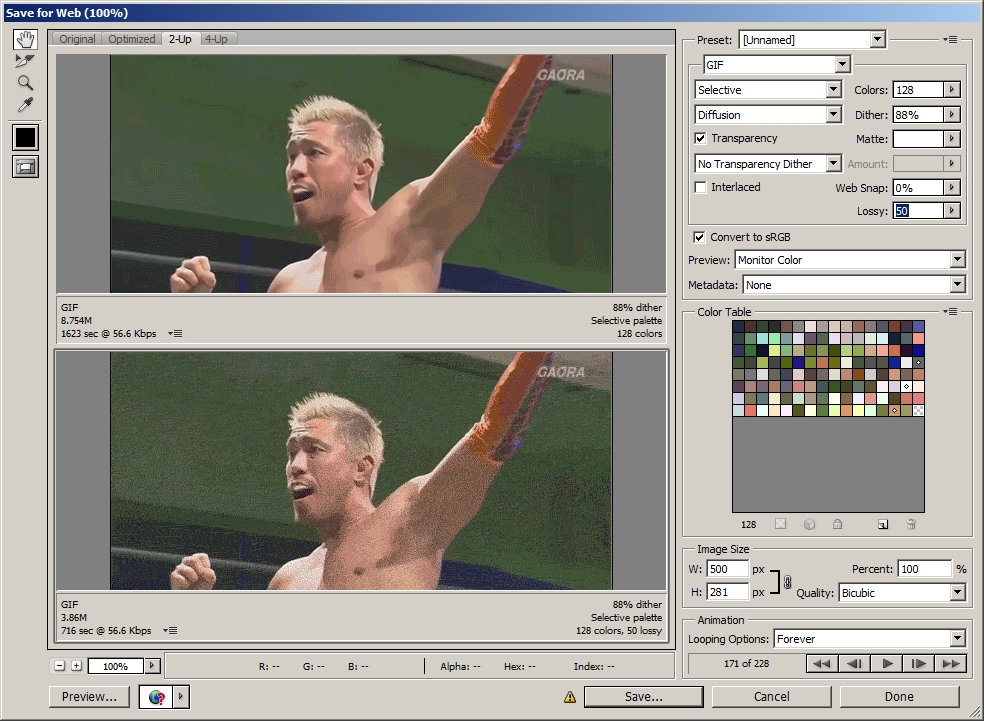 Save for Web (100%)
Original Optimized 2-Up 4-Up
GAORA
GIF 88% dither
8.754M Selective palette
1623 sec @ 56.6 Kbps 128 colors
GAORA
GIF 88% dither
3.86M Selective palette
716 sec @ 56.6 Kbps 128 colors, 50 lossy
100% R: -- G: -- B: -- Alpha: -- Hex: -- Index: --
Preview... Save... Cancel Done
Preset: [Unnamed]
GIF
Selective Colors: 128
Diffusion Dither: 88%
Transparency Matte:
No Transparency Dither Amount:
Interlaced Web Snap: 0%
Lossy: 50
Convert to sRGB
Preview: Monitor Color
Metadata: None
Color Table
128
Image Size
W: 500 px Percent: 100 %
H: 281 px Quality: Bicubic
Animation
Looping Options: Forever
171 of 228